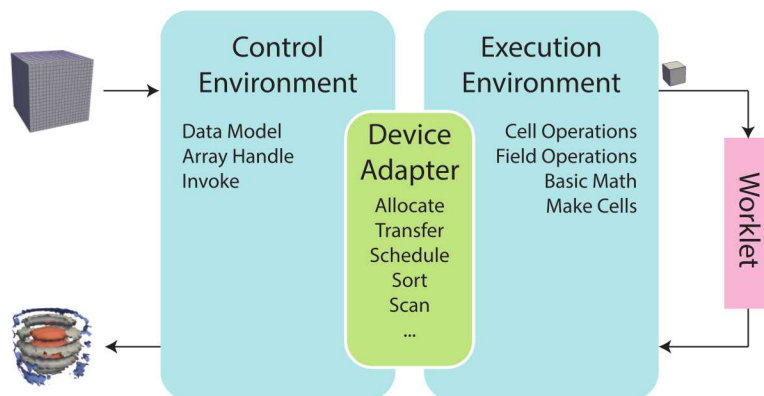 Control
Environment
Data Model
Array Handle
Invoke
Device
Adapter
Allocate
Transfer
Schedule
Sort
Scan
...
Execution
Environment
Cell Operations
Field Operations
Basic Math
Make Cells
Worklet